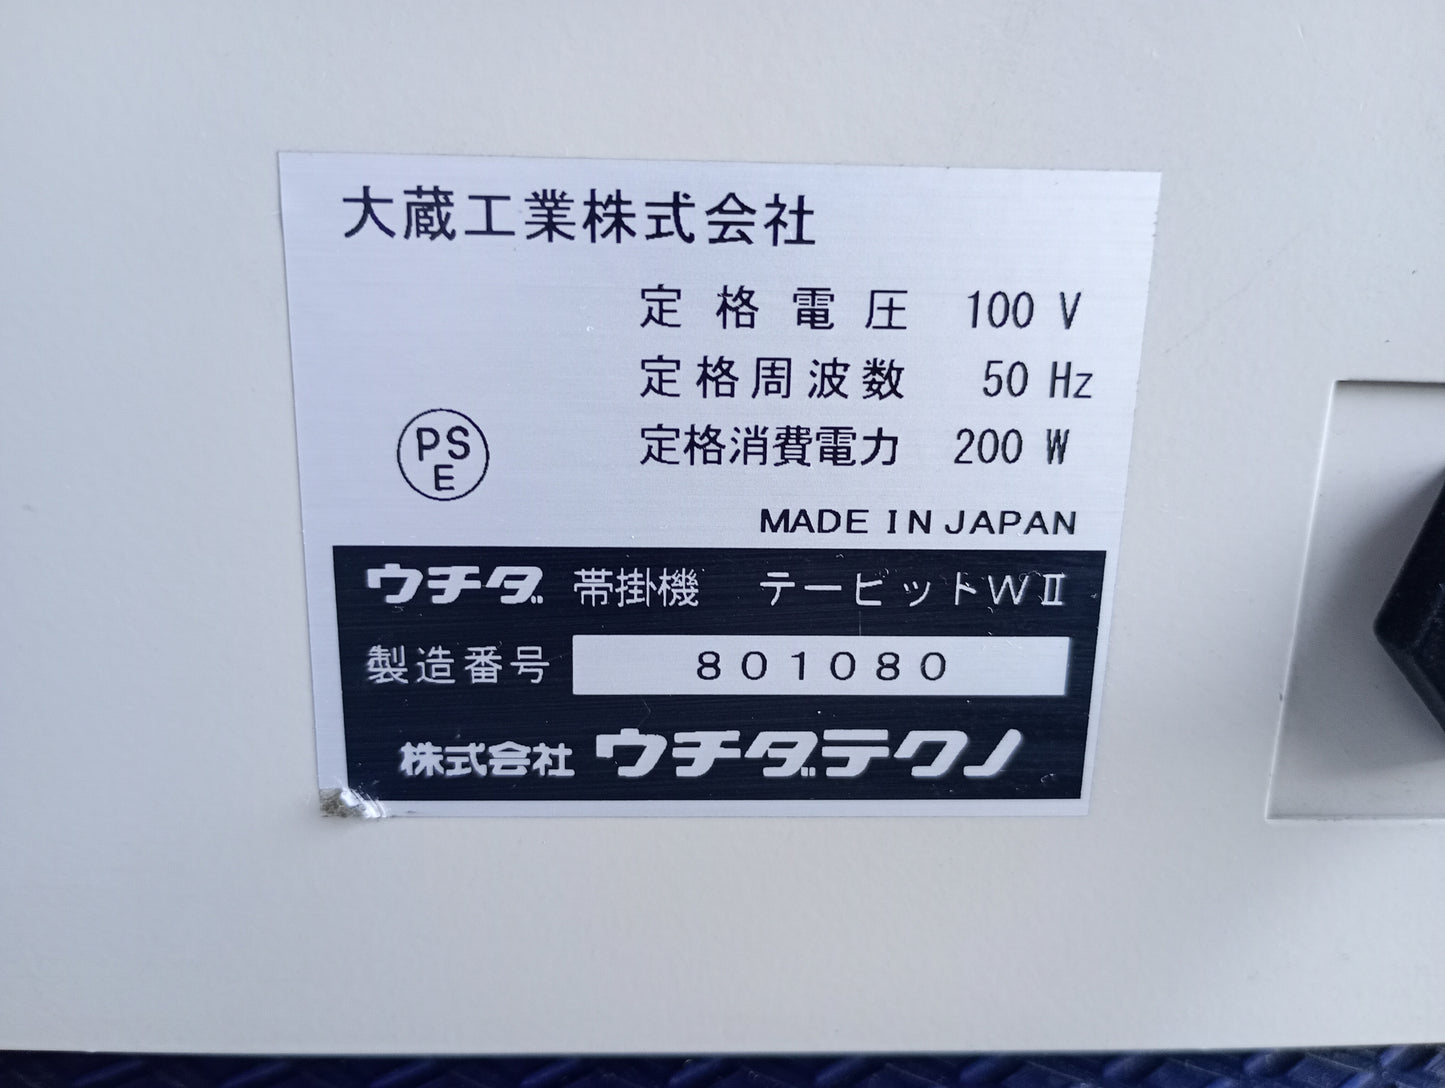 大蔵工業株式会社
定格電圧 100 V
定格周波数 50 Hz
PS
E
定格消費電力 200 W
MADE IN JAPAN
ウチダ 帯掛機 テーピットWⅡ
製造番号 801080
株式会社 ウチダテクノ